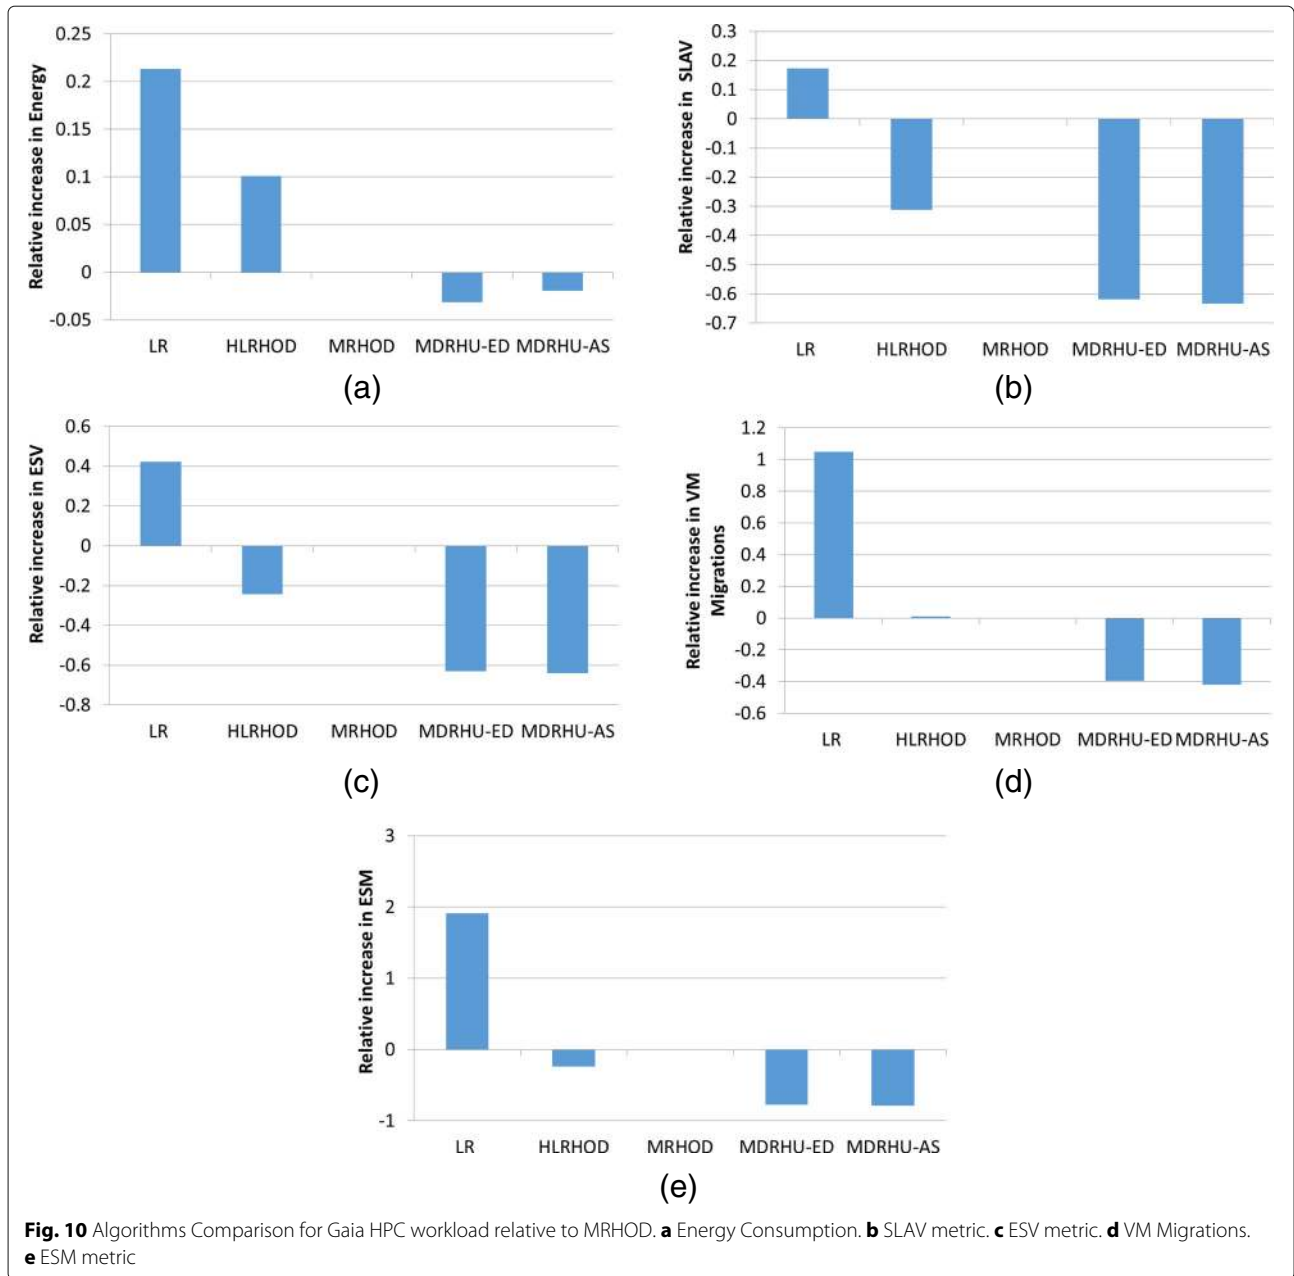 0.25
0.2
0.15
0.1
0.05
0
-0.05
Relative increase in Energy
LR HLRHOD MRHOD MDRHU-ED MDRHU-AS
(a)
0.3
0.2
0.1
0
-0.1
-0.2
-0.3
-0.4
-0.5
-0.6
-0.7
Relative increase in SLAV
LR HLRHOD MRHOD MDRHU-ED MDRHU-AS
(b)
0.6
0.4
0.2
0
-0.2
-0.4
-0.6
-0.8
Relative increase in ESV
LR HLRHOD MRHOD MDRHU-ED MDRHU-AS
(c)
1.2
1
0.8
0.6
0.4
0.2
0
-0.2
-0.4
-0.6
Relative increase in VM
Migrations
LR HLRHOD MRHOD MDRHU-ED MDRHU-AS
(d)
3
2
1
0
-1
Relative increase in ESM
LR HLRHOD MRHOD MDRHU-ED MDRHU-AS
(e)
Fig. 10 Algorithms Comparison for Gaia HPC workload relative to MRHOD. a Energy Consumption. b SLAV metric. c ESV metric. d VM Migrations.
e ESM metric